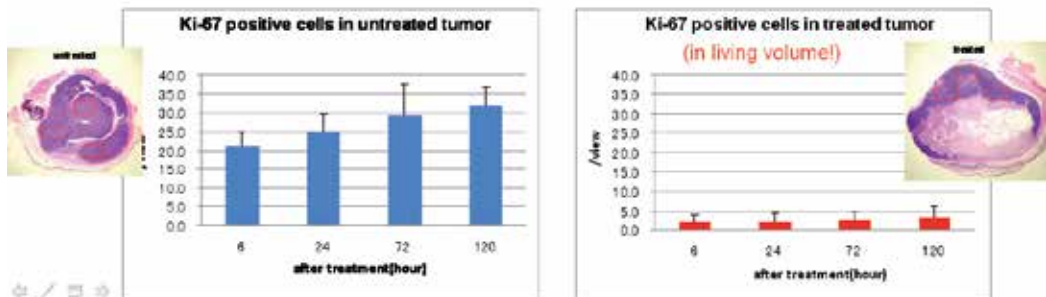 Ki-67 positive cells in untreated tumor
untreated
40.0
35.0
30.0
25.0
20.0
15.0
10.0
5.0
0.0
6 24 72 120
after treatment[hour]
Ki-67 positive cells in treated tumor
(in living volume!)
treated
40.0
35.0
30.0
25.0
20.0
15.0
10.0
5.0
0.0
/view
6 24 72 120
after treatment[hour]